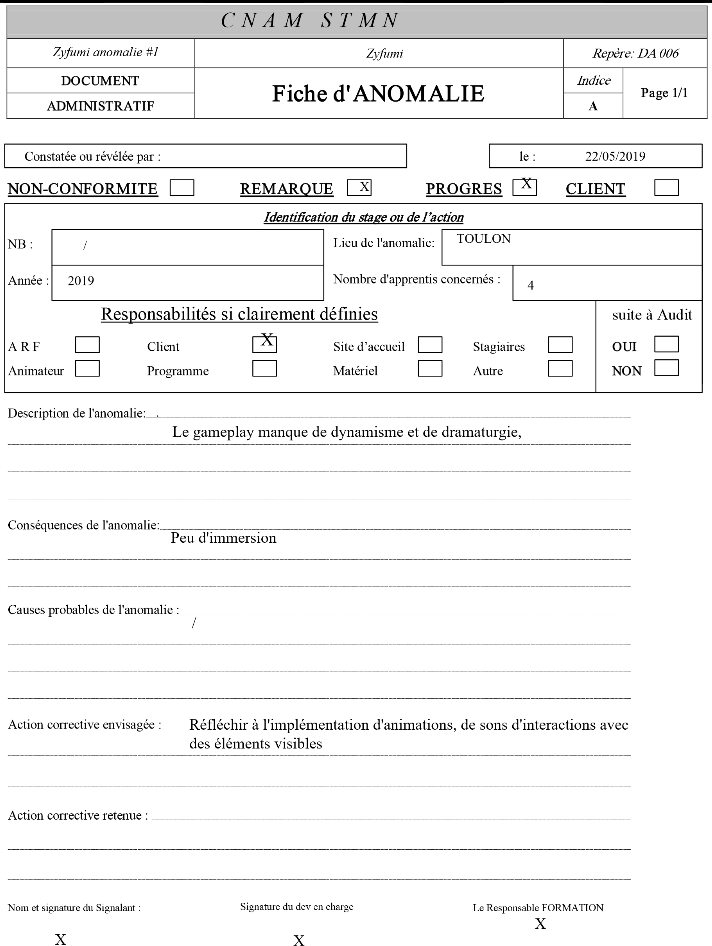 CNAM STMN
Zyfumi anomalie #1 Zyfumi Repère: DA 006
DOCUMENT
ADMINISTRATIF
Fiche d'ANOMALIE
Indice
A
Page 1/1
Constatée ou révélée par : le : 22/05/2019
NON-CONFORMITE REMARQUE X PROGRES X CLIENT
Identification du stage ou de l'action
NB : / Lieu de l'anomalie: TOULON
Année : 2019 Nombre d'apprentis concernés : 4
Responsabilités si clairement définies suite à Audit
A R F Client X Site d'accueil Stagiaires OUI
Animateur Programme Matériel Autre NON
Description de l'anomalie: .
Le gameplay manque de dynamisme et de dramaturgie,
Conséquences de l'anomalie:
Peu d'immersion
Causes probables de l'anomalie :
/
Action corrective envisagée : Réfléchir à l'implémentation d'animations, de sons d'interactions avec
des éléments visibles
Action corrective retenue :
Nom et signature du Signalant : Signature du dev en charge Le Responsable FORMATION
X X X